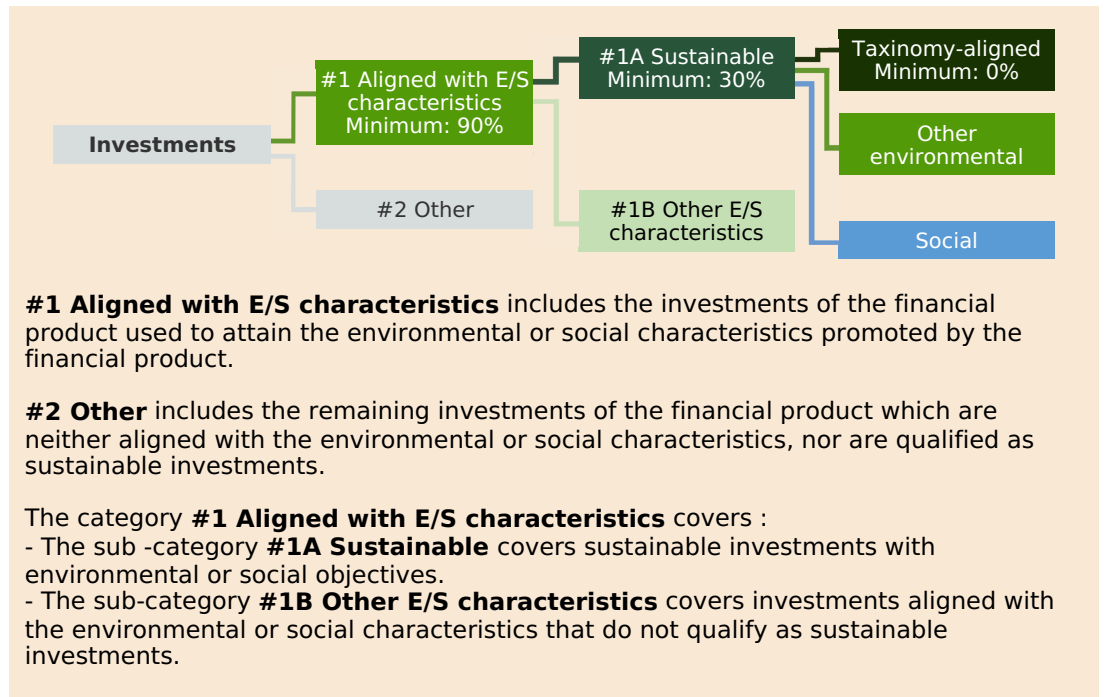 Investments
#1 Aligned with E/S
characteristics
Minimum: 90%
#2 Other
#1A Sustainable
Minimum: 30%
#1B Other E/S
characteristics
Taxinomy-aligned
Minimum: 0%
Other
environmental
Social
#1 Aligned with E/S characteristics includes the investments of the financial
product used to attain the environmental or social characteristics promoted by the
financial product.
#2 Other includes the remaining investments of the financial product which are
neither aligned with the environmental or social characteristics, nor are qualified as
sustainable investments.
The category #1 Aligned with E/S characteristics covers :
- The sub -category #1A Sustainable covers sustainable investments with
environmental or social objectives.
- The sub-category #1B Other E/S characteristics covers investments aligned with
the environmental or social characteristics that do not qualify as sustainable
investments.